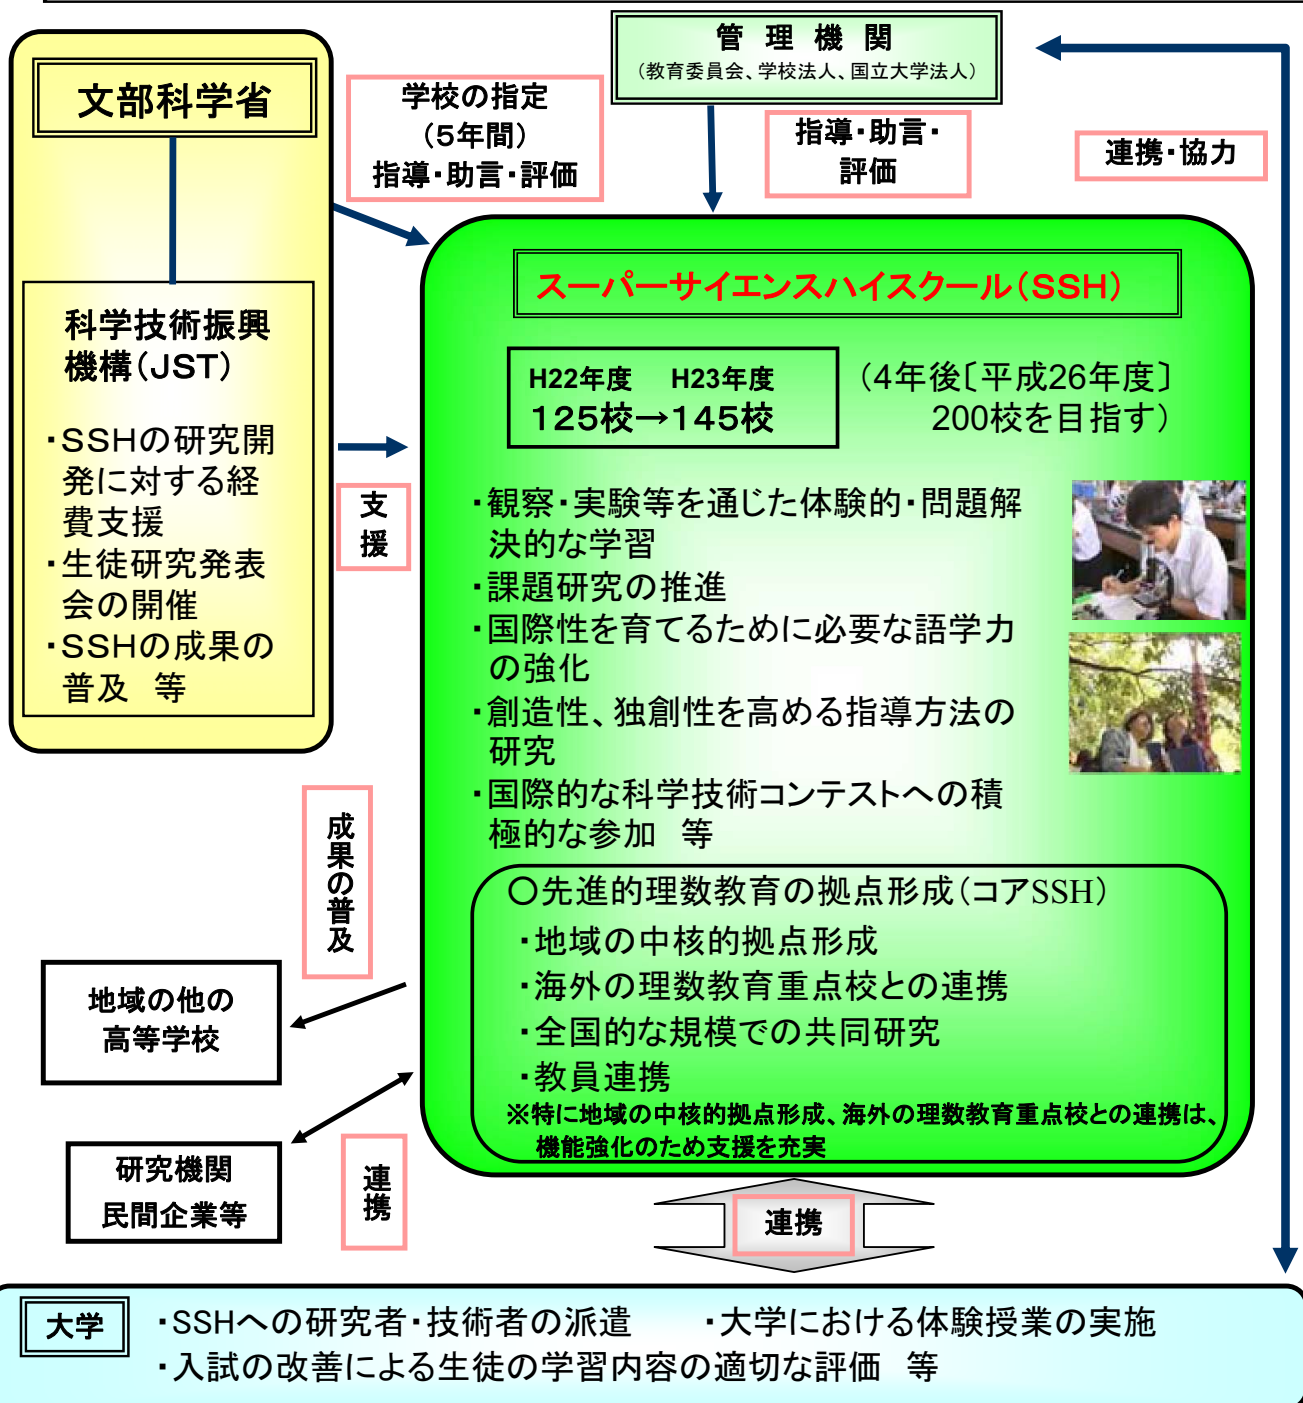 管 理 機 関
（教育委員会、学校法人、国立大学法人）
文部科学省
学校の指定
（5年間）
指導・助言・評価
指導・助言・
評価
連携・協力
科学技術振興
機構（JST）
・SSHの研究開
発に対する経
費支援
・生徒研究発表
会の開催
・SSHの成果の
普及　等
支
援
スーパーサイエンスハイスクール（SSH）
H22年度　H23年度
125校→145校
（4年後〔平成26年度〕
200校を目指す）
・観察・実験等を通じた体験的・問題解
決的な学習
・課題研究の推進
・国際性を育てるために必要な語学力
の強化
・創造性、独創性を高める指導方法の
研究
・国際的な科学技術コンテストへの積
極的な参加　等
〇先進的理数教育の拠点形成（コアSSH）
・地域の中核的拠点形成
・海外の理数教育重点校との連携
・全国的な規模での共同研究
・教員連携
※特に地域の中核的拠点形成、海外の理数教育重点校との連携は、
機能強化のため支援を充実
成果の普及
地域の他の
高等学校
研究機関
民間企業等
連携
連携
大学
・SSHへの研究者・技術者の派遣　・大学における体験授業の実施
・入試の改善による生徒の学習内容の適切な評価　等